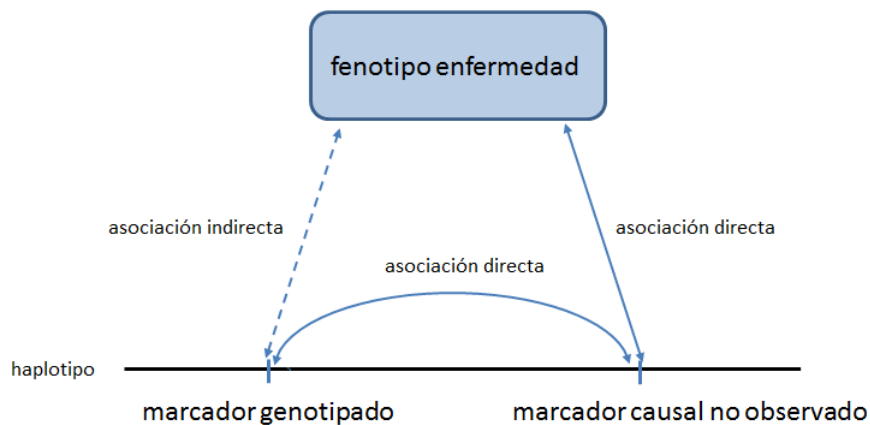 fenotipo enfermedad
asociación indirecta
asociación directa
asociación directa
haplotipo
marcador genotipado
marcador causal no observado